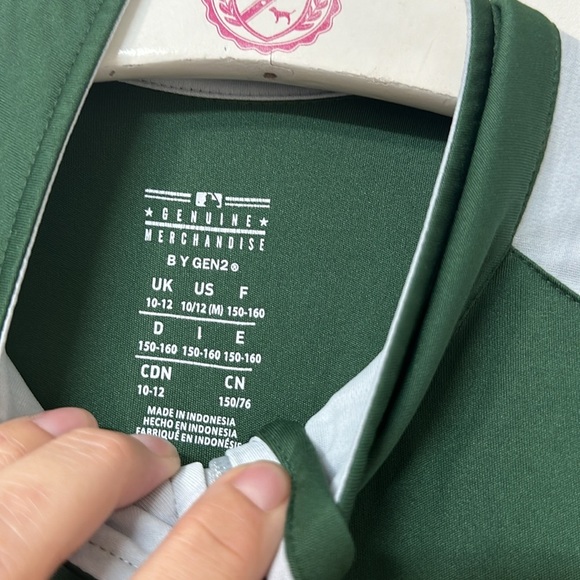 GENUINE
MERCHANDISE
BY GEN2®
UK US F
10-12 10/12 (M) 150-160
D I E
150-160 150-160 150-160
CDN CN
10-12 150/76
MADE IN INDONESIA
HECHO EN INDONESIA
FABRIQUÉ EN INDONÉSIE